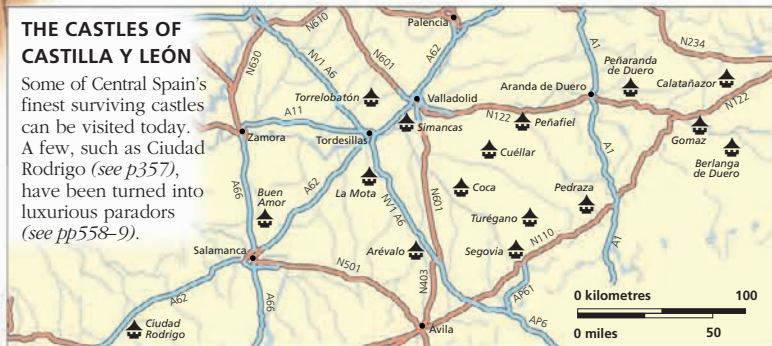 THE CASTLES OF
CASTILLA Y LEÓN
Some of Central Spain's
finest surviving castles
can be visited today.
A few, such as Ciudad
Rodrigo (see p357),
have been turned into
luxurious paradors
(see pp558–9).
N610
Palencia
N630
NV1 A6
N601
A62
A1
N234
Peñaranda
de Duero
Calatañazor
Torrelobatón
Valladolid
Aranda de Duero
N122
A11
Simancas
N122
Peñafiel
Zamora
Tordesillas
Gomaz
Cuéllar
A1
Berlanga
de Duero
A66
Buen
Amor
A62
La Mota
NV1 A6
N601
Coca
Pedraza
Turégano
Salamanca
Arévalo
Segovia
N110
A1
N501
N403
A62
A66
AP61
0 kilometres
100
Ciudad
Rodrigo
Ávila
AP6
0 miles
50